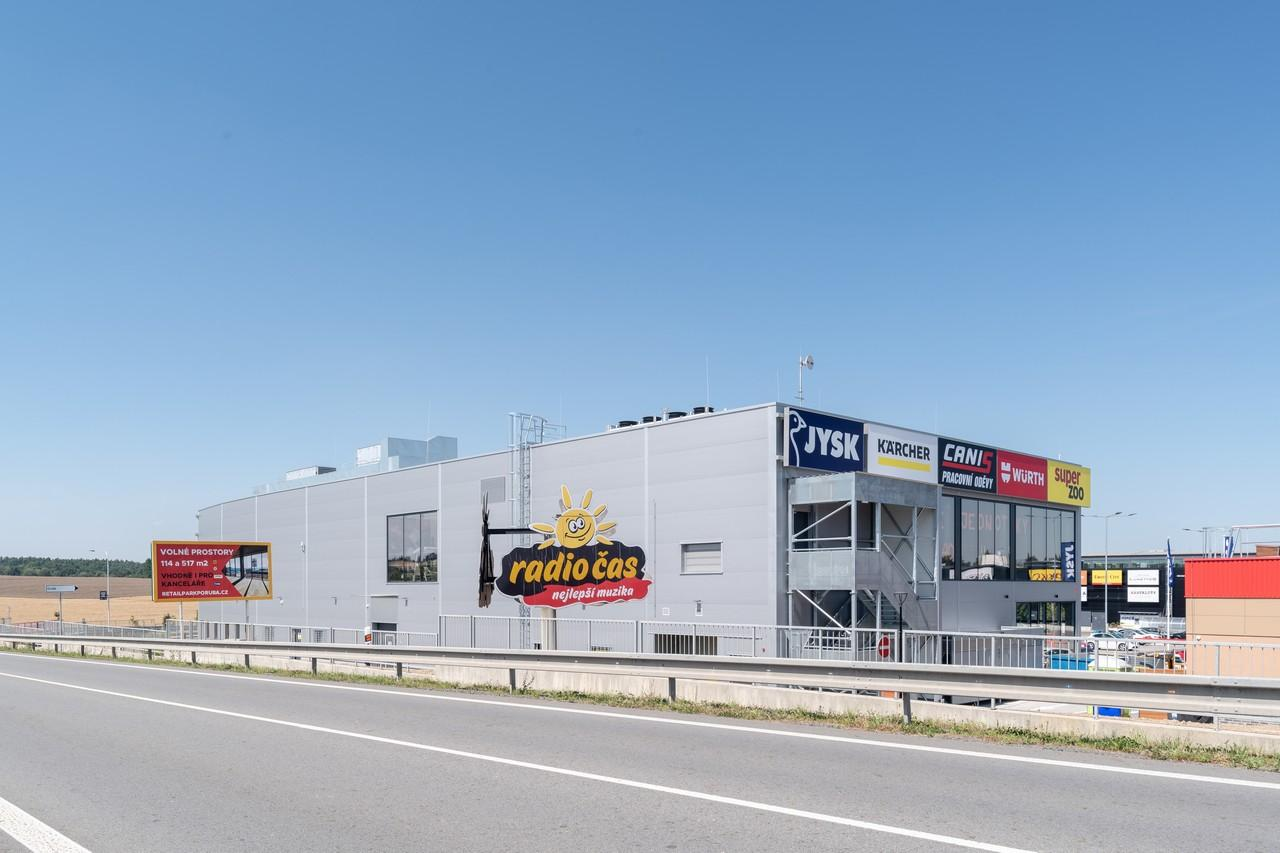 VOLNÉ PROSTORY
114 a 517 m2
VHODNÉ I PRO
KANCELÁŘE
RETAILPARKPORUBA.CZ
radio čas
nejlepší muzika
JYSK
KÄRCHER
CANIS
PRACOVNÍ ODĚVY
WÜRTH
super
zoo
JYSK